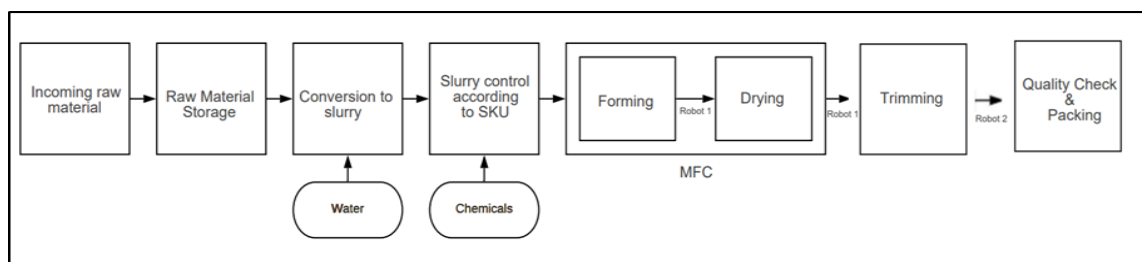 Incoming raw
material
Raw Material
Storage
Conversion to
slurry
Slurry control
according
to SKU
Forming
Robot 1
Drying
Robot 1
Trimming
Robot 2
Quality Check
&
Packing
MFC
Water
Chemicals